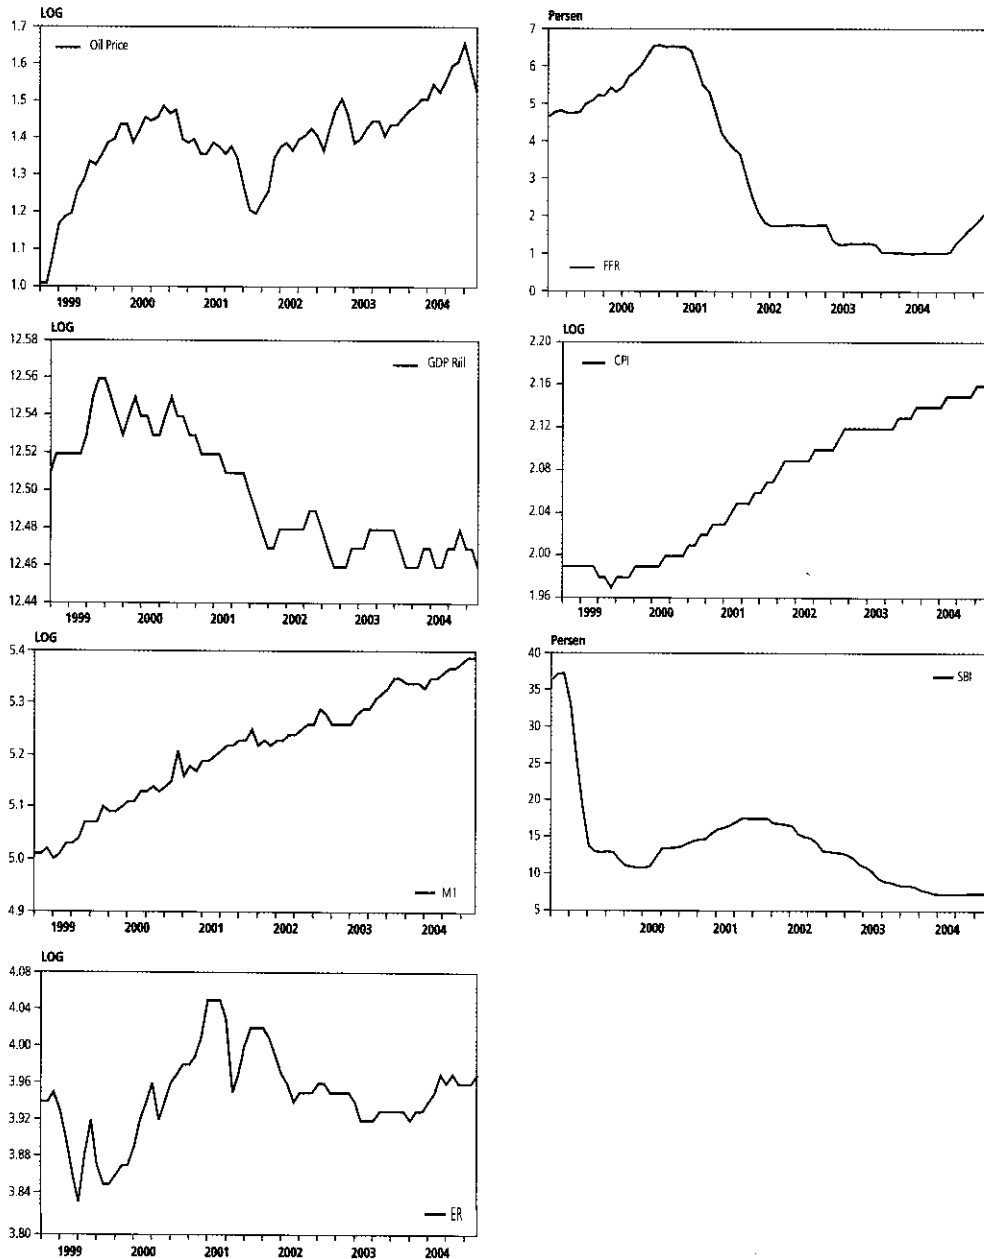 LOG
1.7
1.6
1.5
1.4
1.3
1.2
1.1
1.0
Oil Price
1999 2000 2001 2002 2003 2004
Persen
7
6
5
4
3
2
1
0
FFR
2000 2001 2002 2003 2004
LOG
12.58
12.56
12.54
12.52
12.50
12.48
12.46
12.44
GDP Riil
1999 2000 2001 2002 2003 2004
LOG
2.20
2.16
2.12
2.08
2.04
2.00
1.96
CPI
1999 2000 2001 2002 2003 2004
LOG
5.4
5.3
5.2
5.1
5.0
4.9
M1
1999 2000 2001 2002 2003 2004
Persen
40
35
30
25
20
15
10
5
SBI
2000 2001 2002 2003 2004
LOG
4.08
4.04
4.00
3.96
3.92
3.88
3.84
3.80
ER
1999 2000 2001 2002 2003 2004